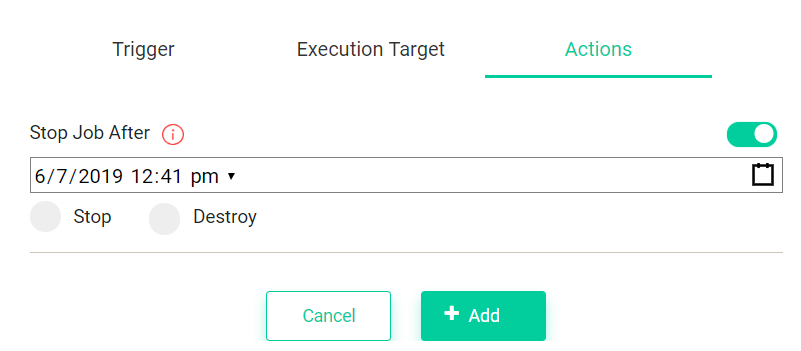 Trigger Execution Target Actions
Stop Job After
6/7/2019 12:41 pm
Stop Destroy
Cancel Add